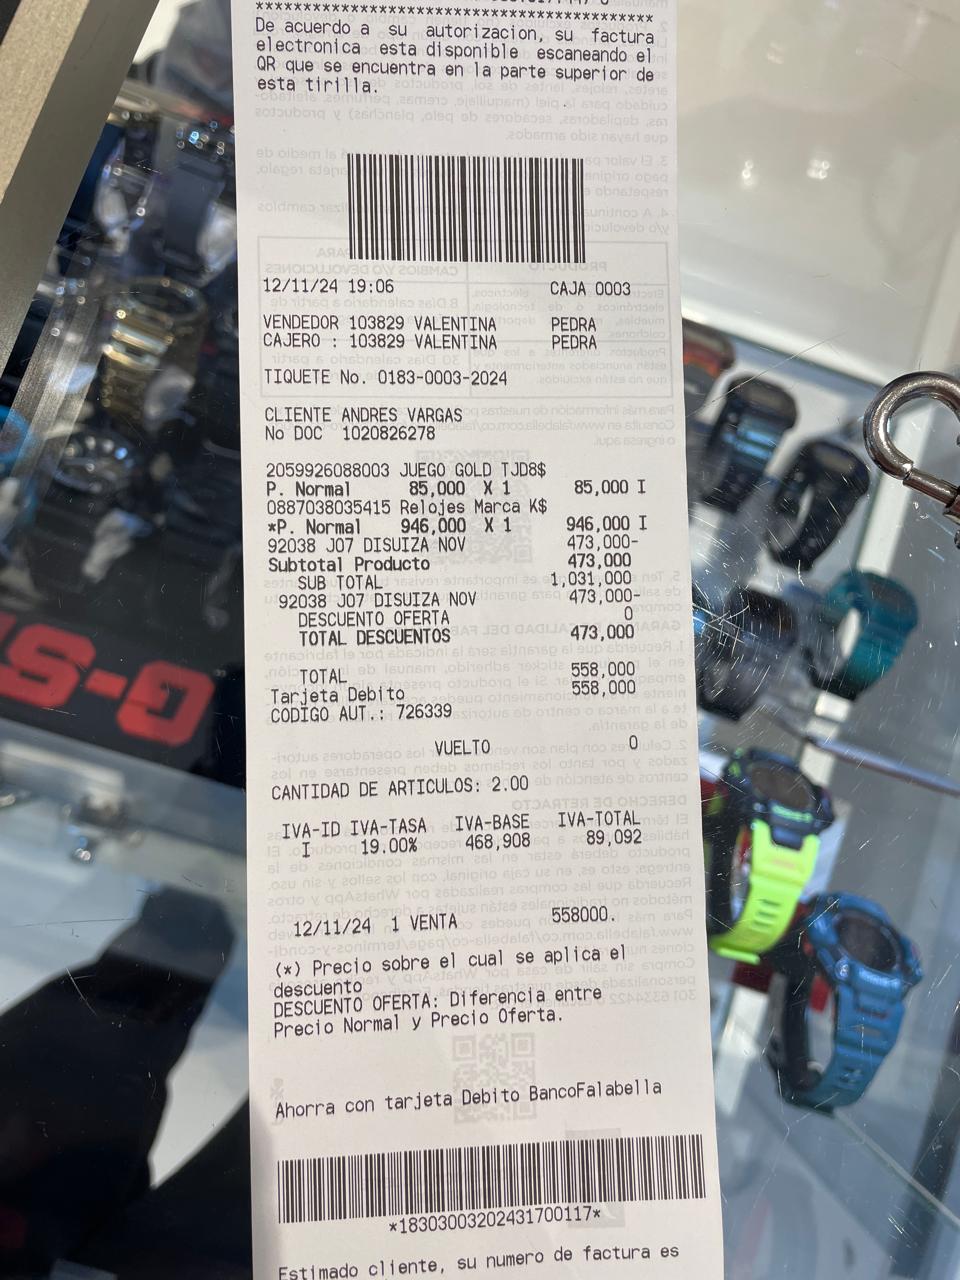 ****************************************
De acuerdo a su autorizacion, su factura
electronica esta disponible escaneando el
QR que se encuentra en la parte superior de
esta tirilla.
12/11/24 19:06 CAJA 0003
VENDEDOR 103829 VALENTINA PEDRA
CAJERO : 103829 VALENTINA PEDRA
TIQUETE No. 0183-0003-2024
CLIENTE ANDRES VARGAS
No DOC 1020826278
2059926088003 JUEGO GOLD TJD8$
P. Normal 85,000 X 1 85,000 I
0887038035415 Relojes Marca K$
*P. Normal 946,000 X 1 946,000 I
92038 JO7 DISUIZA NOV 473,000-
Subtotal Producto 473,000
SUB TOTAL 1,031,000
92038 JO7 DISUIZA NOV 473,000-
DESCUENTO OFERTA 0
TOTAL DESCUENTOS 473,000
TOTAL 558,000
Tarjeta Debito 558,000
CODIGO AUT.: 726339
VUELTO 0
CANTIDAD DE ARTICULOS: 2.00
IVA-ID IVA-TASA IVA-BASE IVA-TOTAL
I 19.00% 468,908 89,092
12/11/24 1 VENTA 558000.
(*) Precio sobre el cual se aplica el
descuento
DESCUENTO OFERTA: Diferencia entre
Precio Normal y Precio Oferta.
Ahorra con tarjeta Debito BancoFalabella
*18303003202431700117*
Estimado cliente, su numero de factura es
G-S